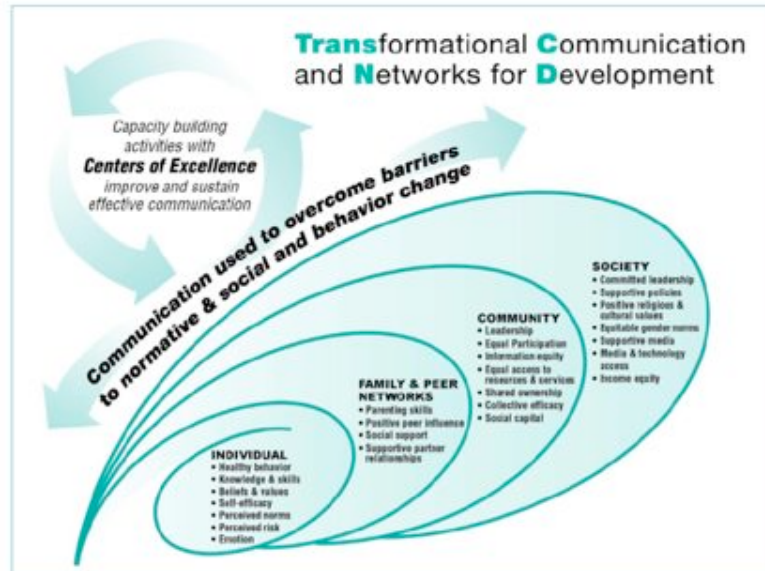 Transformational Communication
and Networks for Development
Capacity building
activities with
Centers of Excellence
improve and sustain
effective communication
Communication used to overcome barriers
to normative & social and behavior change
INDIVIDUAL
• Healthy behavior
• Knowledge & skills
• Beliefs & values
• Self-efficacy
• Perceived norms
• Perceived risk
• Emotion
FAMILY & PEER
NETWORKS
• Parenting skills
• Positive peer influence
• Social support
• Supportive partner
relationships
COMMUNITY
• Leadership
• Equal Participation
• Information equity
• Equal access to
resources & services
• Shared ownership
• Collective efficacy
• Social capital
SOCIETY
• Committed leadership
• Supportive policies
• Positive religious &
cultural values
• Equitable gender norms
• Supportive media
• Media & technology
access
• Income equity